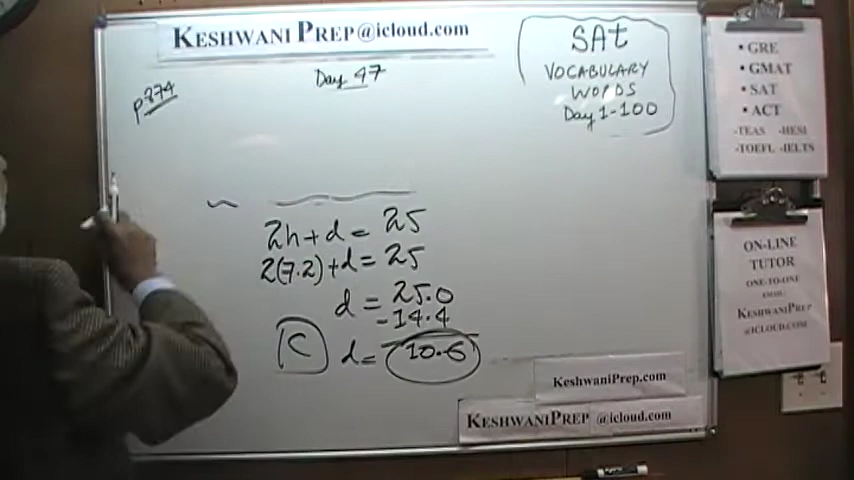 KESHWANI PREP@icloud.com
Day 47
p874
SAt
VOCABULARY
WORDS
Day 1-100
• GRE
• GMAT
• SAT
• ACT
-TEAS -HESI
-TOEFL -IELTS
2h+d = 25
2(7.2)+d = 25
d = 25.0
-14.4
C d = 10.6
ON-LINE
TUTOR
ONE-TO-ONE
KESHWANIPREP
@ICLOUD.COM
KeshwaniPrep.com
KESHWANIPREP @icloud.com